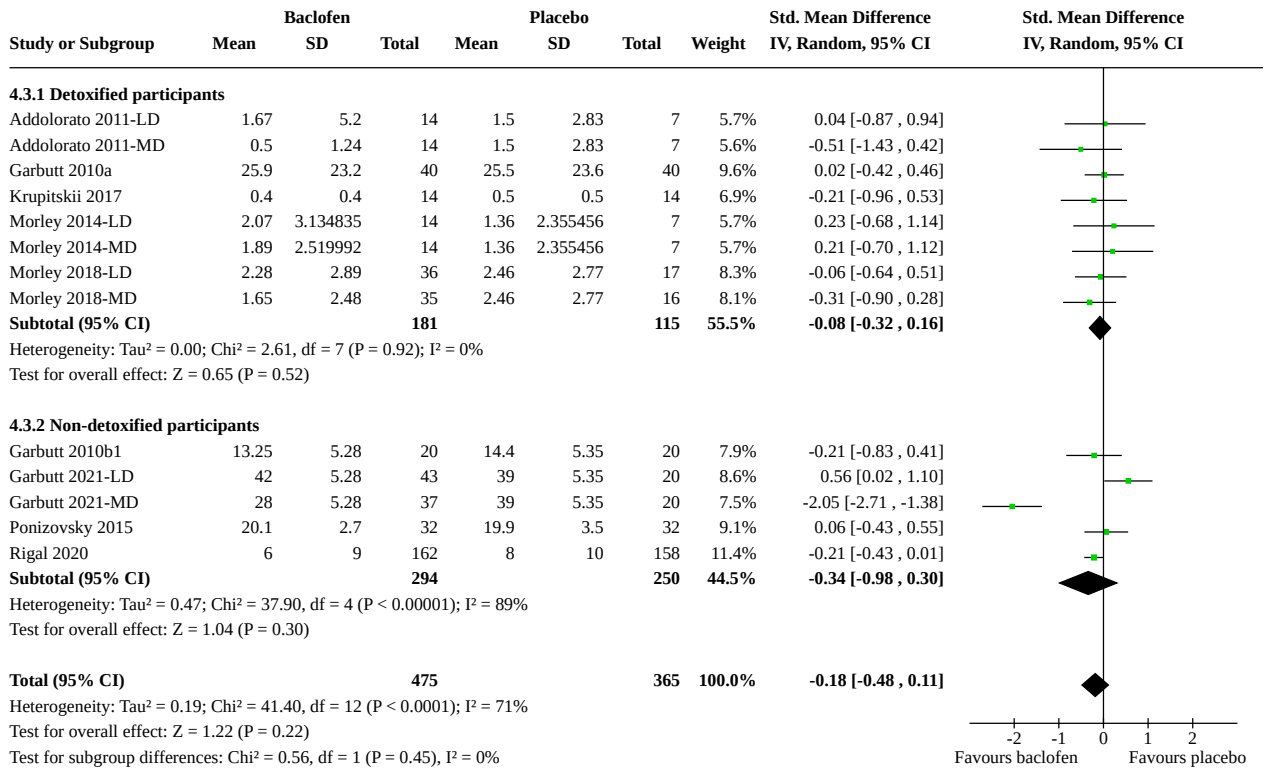 Baclofen Placebo Std. Mean Difference Std. Mean Difference
Study or Subgroup Mean SD Total Mean SD Total Weight IV, Random, 95% CI IV, Random, 95% CI
4.3.1 Detoxified participants
Addolorato 2011-LD 1.67 5.2 14 1.5 2.83 7 5.7% 0.04 [-0.87 , 0.94]
Addolorato 2011-MD 0.5 1.24 14 1.5 2.83 7 5.6% -0.51 [-1.43 , 0.42]
Garbutt 2010a 25.9 23.2 40 25.5 23.6 40 9.6% 0.02 [-0.42 , 0.46]
Krupitskii 2017 0.4 0.4 14 0.5 0.5 14 6.9% -0.21 [-0.96 , 0.53]
Morley 2014-LD 2.07 3.134835 14 1.36 2.355456 7 5.7% 0.23 [-0.68 , 1.14]
Morley 2014-MD 1.89 2.519992 14 1.36 2.355456 7 5.7% 0.21 [-0.70 , 1.12]
Morley 2018-LD 2.28 2.89 36 2.46 2.77 17 8.3% -0.06 [-0.64 , 0.51]
Morley 2018-MD 1.65 2.48 35 2.46 2.77 16 8.1% -0.31 [-0.90 , 0.28]
Subtotal (95% CI) 181 115 55.5% -0.08 [-0.32 , 0.16]
Heterogeneity: Tau² = 0.00; Chi² = 2.61, df = 7 (P = 0.92); I² = 0%
Test for overall effect: Z = 0.65 (P = 0.52)
4.3.2 Non-detoxified participants
Garbutt 2010b1 13.25 5.28 20 14.4 5.35 20 7.9% -0.21 [-0.83 , 0.41]
Garbutt 2021-LD 42 5.28 43 39 5.35 20 8.6% 0.56 [0.02 , 1.10]
Garbutt 2021-MD 28 5.28 37 39 5.35 20 7.5% -2.05 [-2.71 , -1.38]
Ponizovsky 2015 20.1 2.7 32 19.9 3.5 32 9.1% 0.06 [-0.43 , 0.55]
Rigal 2020 6 9 162 8 10 158 11.4% -0.21 [-0.43 , 0.01]
Subtotal (95% CI) 294 250 44.5% -0.34 [-0.98 , 0.30]
Heterogeneity: Tau² = 0.47; Chi² = 37.90, df = 4 (P < 0.00001); I² = 89%
Test for overall effect: Z = 1.04 (P = 0.30)
Total (95% CI) 475 365 100.0% -0.18 [-0.48 , 0.11]
Heterogeneity: Tau² = 0.19; Chi² = 41.40, df = 12 (P < 0.0001); I² = 71%
Test for overall effect: Z = 1.22 (P = 0.22)
-2 -1 0 1 2
Test for subgroup differences: Chi² = 0.56, df = 1 (P = 0.45), I² = 0%
Favours baclofen Favours placebo